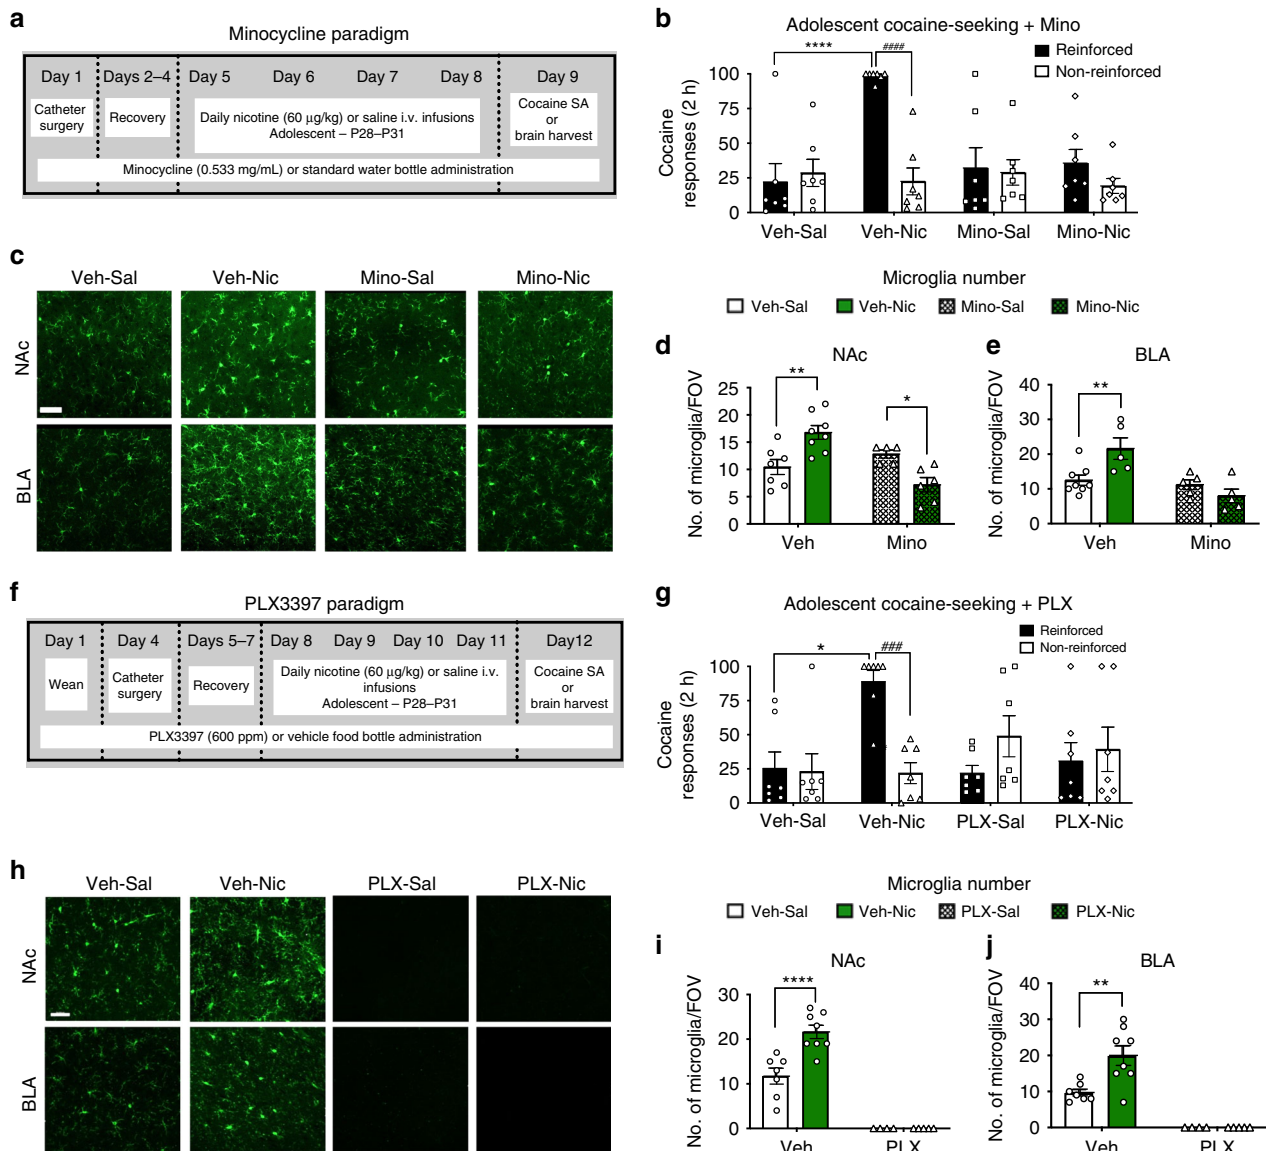 a
Minocycline paradigm
Day 1
Days 2–4
Day 5
Day 6
Day 7
Day 8
Day 9
Catheter
surgery
Recovery
Daily nicotine (60 µg/kg) or saline i.v. infusions
Adolescent – P28–P31
Cocaine SA
or
brain harvest
Minocycline (0.533 mg/mL) or standard water bottle administration
b
Adolescent cocaine-seeking + Mino
Reinforced
Non-reinforced
****
####
Cocaine
responses (2 h)
100
75
50
25
0
Veh-Sal
Veh-Nic
Mino-Sal
Mino-Nic
c
Veh-Sal
Veh-Nic
Mino-Sal
Mino-Nic
NAc
BLA
Microglia number
Veh-Sal
Veh-Nic
Mino-Sal
Mino-Nic
d
NAc
No. of microglia/FOV
25
20
15
10
5
0
**
*
Veh
Mino
e
BLA
No. of microglia/FOV
40
30
20
10
0
**
Veh
Mino
f
PLX3397 paradigm
Day 1
Day 4
Days 5–7
Day 8
Day 9
Day 10
Day 11
Day12
Wean
Catheter
surgery
Recovery
Daily nicotine (60 µg/kg) or saline i.v.
infusions
Adolescent – P28–P31
Cocaine SA
or
brain harvest
PLX3397 (600 ppm) or vehicle food bottle administration
g
Adolescent cocaine-seeking + PLX
Reinforced
Non-reinforced
*
###
Cocaine
responses (2 h)
100
75
50
25
0
Veh-Sal
Veh-Nic
PLX-Sal
PLX-Nic
h
Veh-Sal
Veh-Nic
PLX-Sal
PLX-Nic
NAc
BLA
Microglia number
Veh-Sal
Veh-Nic
PLX-Sal
PLX-Nic
i
NAc
No. of microglia/FOV
30
20
10
0
****
Veh
PLX
j
BLA
No. of microglia/FOV
40
30
20
10
0
**
Veh
PLX